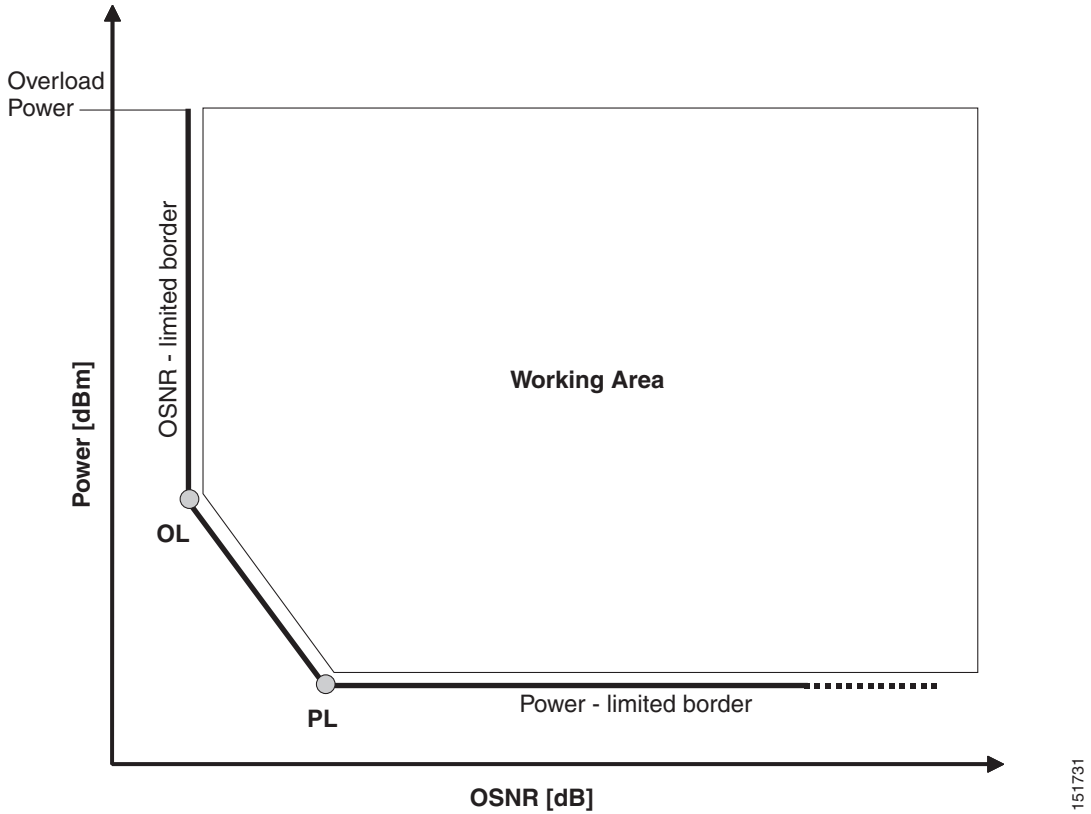 Overload
Power
OSNR - limited border
Power [dBm]
Working Area
OL
PL
Power - limited border
OSNR [dB]
151731